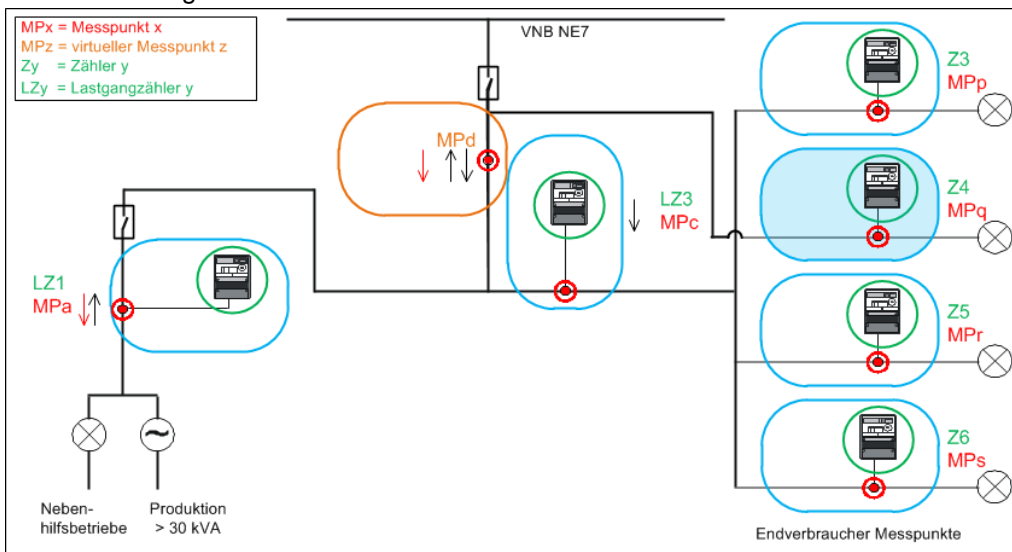 MPx = Messpunkt x
MPz = virtueller Messpunkt z
Zy = Zähler y
LZy = Lastgangzähler y
VNB NE7
Z3
MPp
MPd
Z4
MPq
LZ3
MPc
LZ1
MPa
Z5
MPr
Z6
MPs
Neben-
hilfsbetriebe
Produktion
> 30 kVA
Endverbraucher Messpunkte